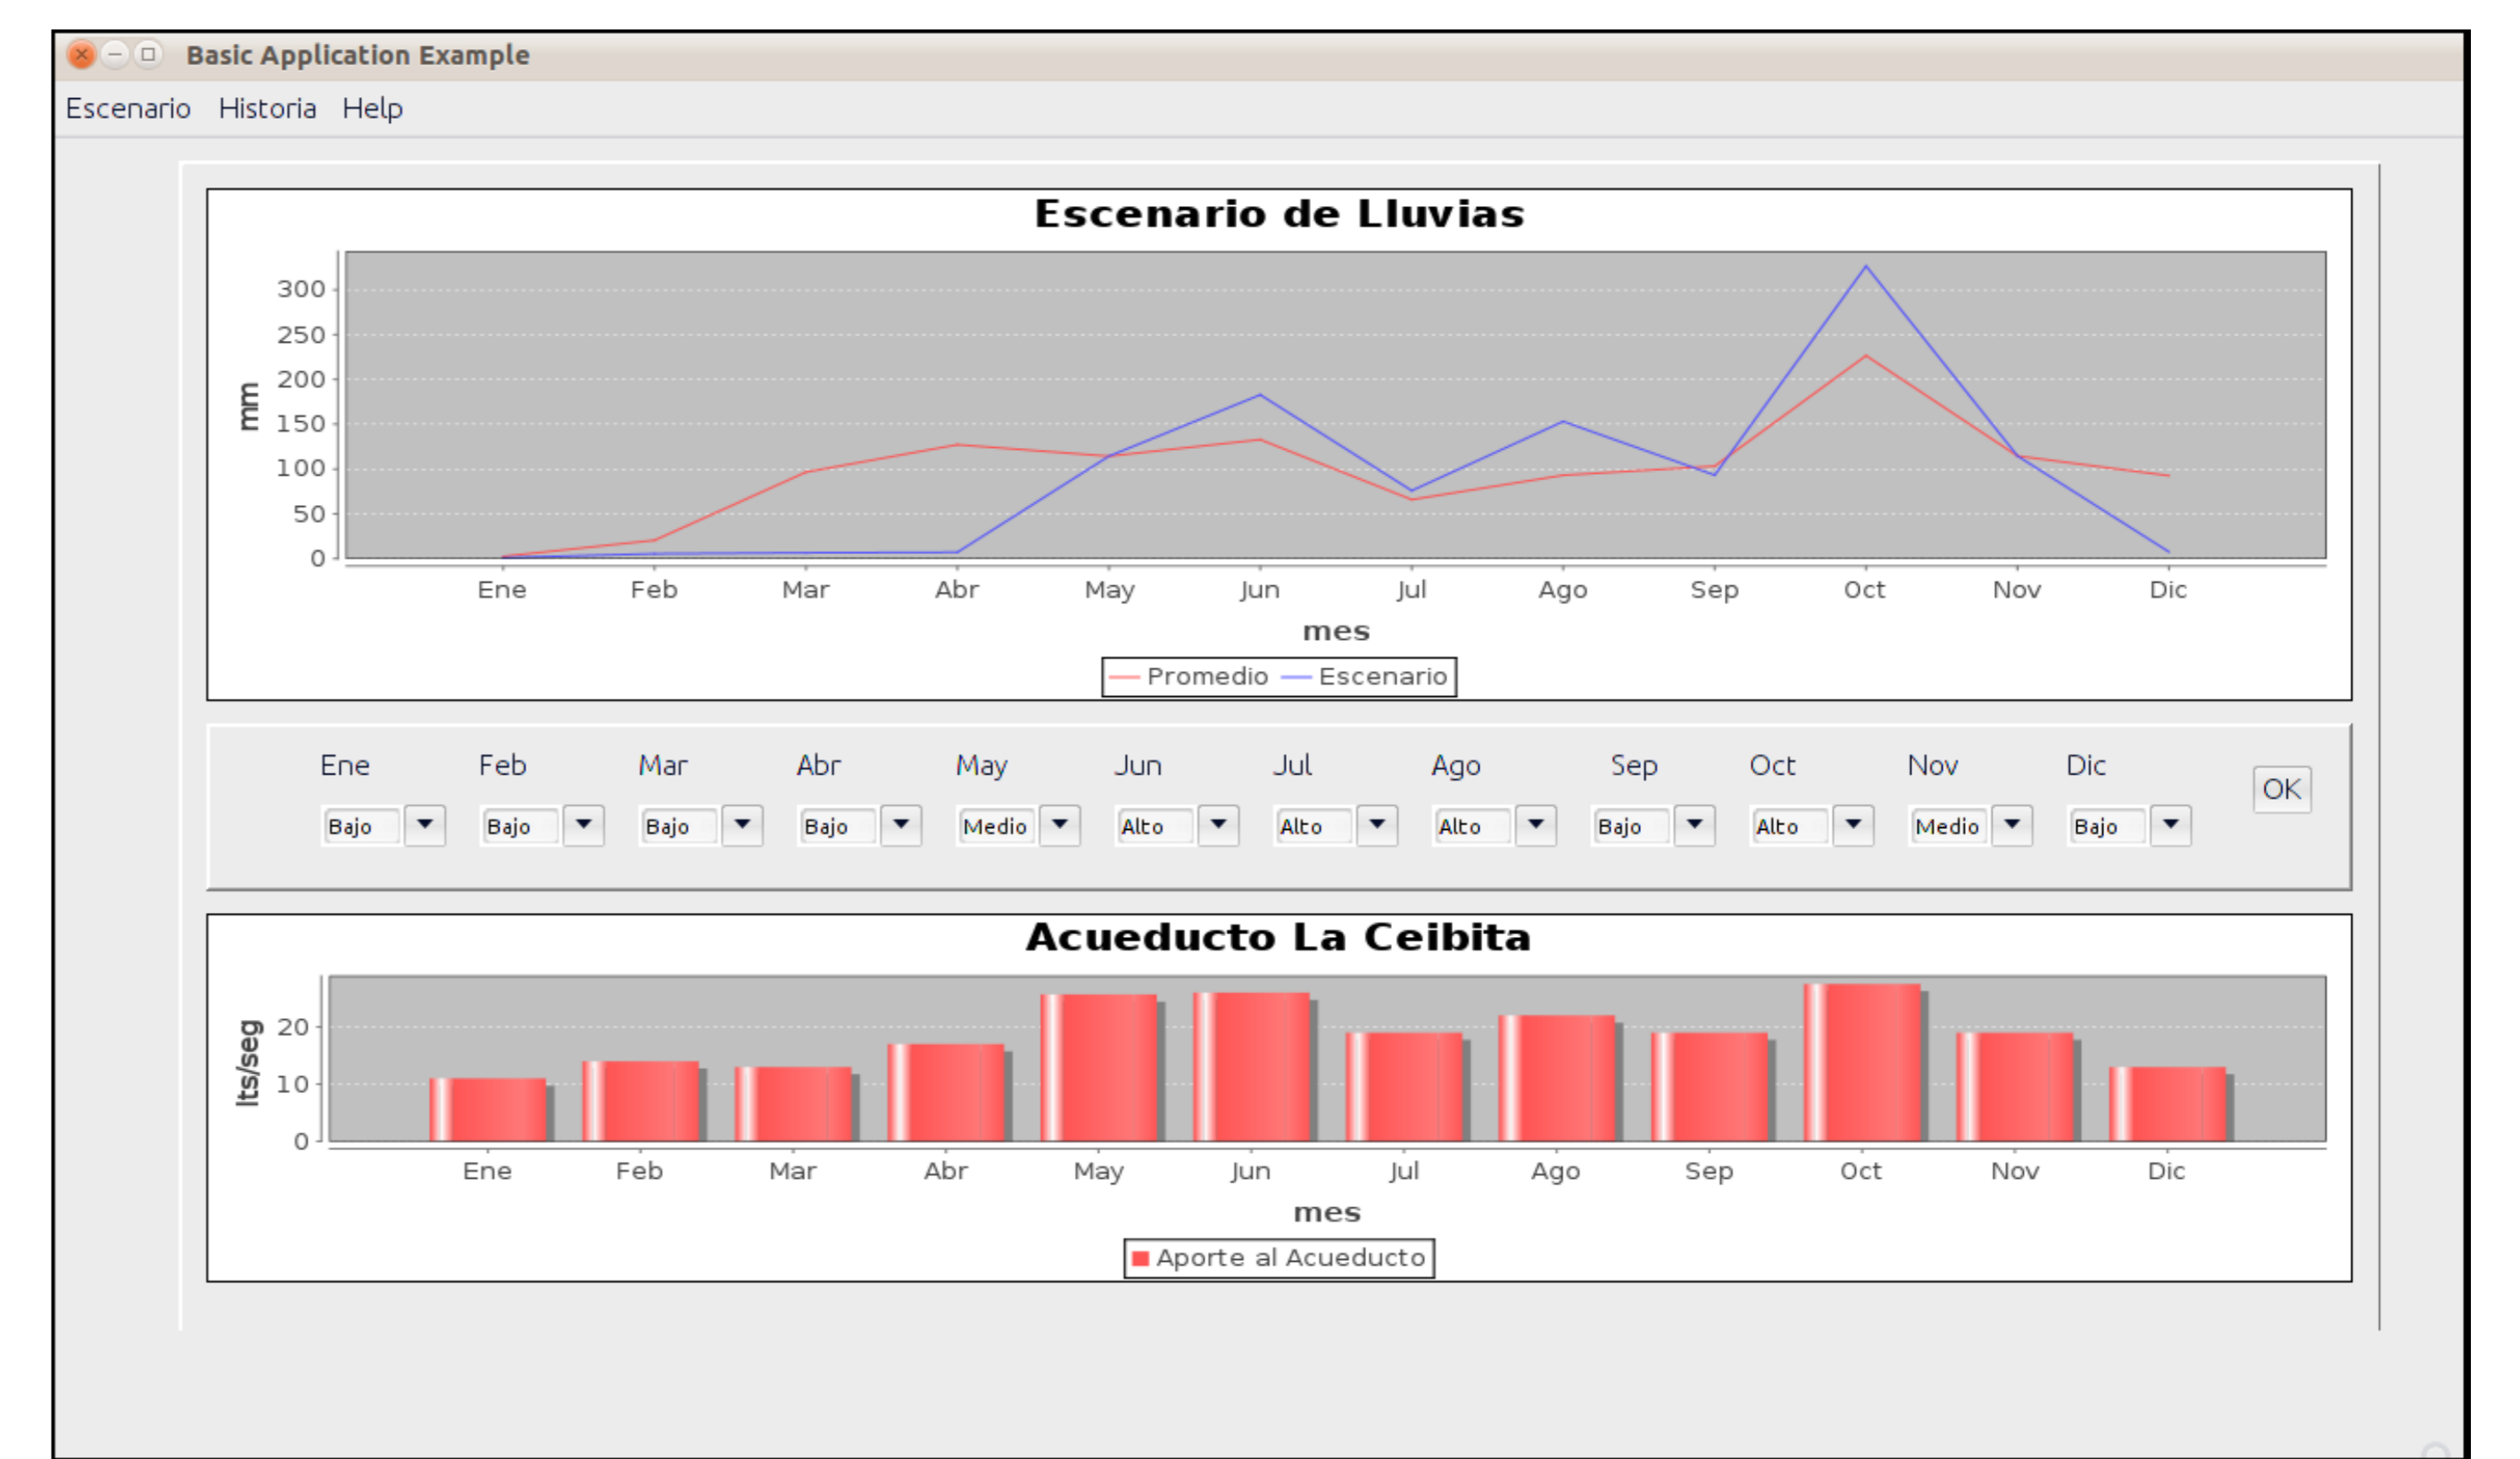 Basic Application Example
Escenario Historia Help
Escenario de Lluvias
mm
300
250
200
150
100
50
0
Ene Feb Mar Abr May Jun Jul Ago Sep Oct Nov Dic
mes
Promedio Escenario
Ene Feb Mar Abr May Jun Jul Ago Sep Oct Nov Dic
OK
Bajo Bajo Bajo Bajo Medio Alto Alto Alto Bajo Alto Medio Bajo
Acueducto La Ceibita
lts/seg
20
10
0
Ene Feb Mar Abr May Jun Jul Ago Sep Oct Nov Dic
mes
Aporte al Acueducto